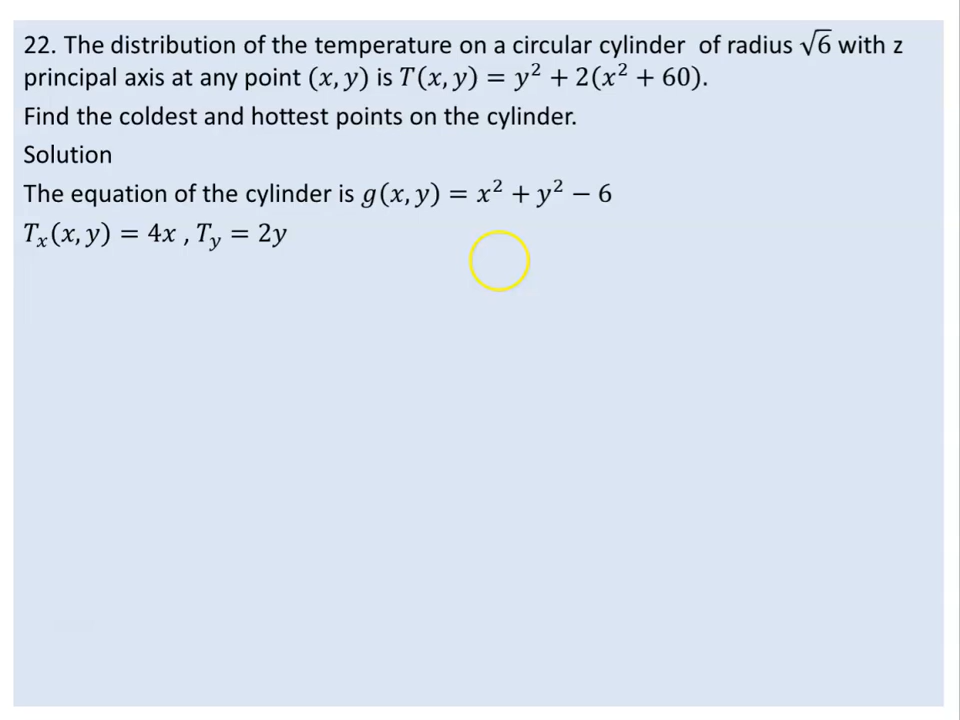 22. The distribution of the temperature on a circular cylinder of radius √6 with z
principal axis at any point (x, y) is T(x, y) = y² + 2(x² + 60).
Find the coldest and hottest points on the cylinder.
Solution
The equation of the cylinder is g(x, y) = x² + y² − 6
Tₓ(x, y) = 4x , T_y = 2y